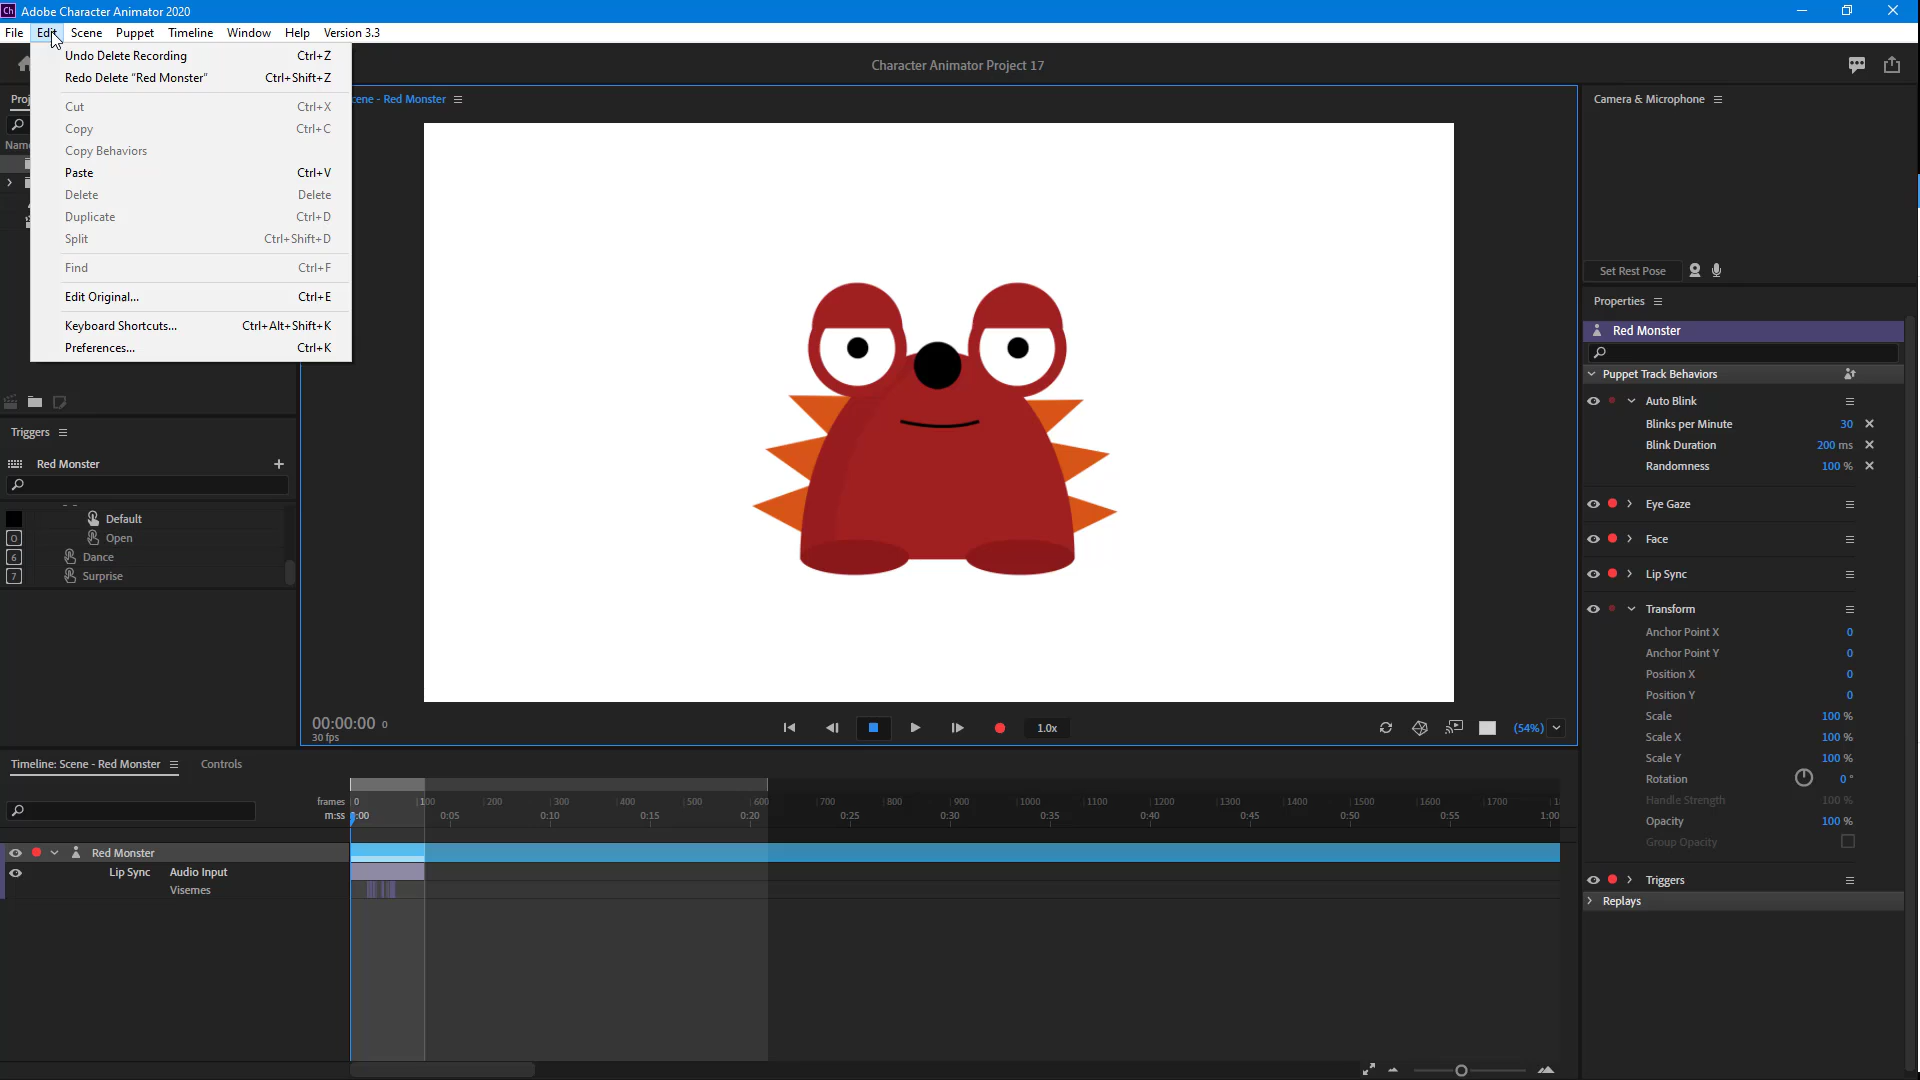 Ch Adobe Character Animator 2020
File Edit Scene Puppet Timeline Window Help Version 3.3
Undo Delete Recording Ctrl+Z
Redo Delete “Red Monster” Ctrl+Shift+Z
Cut Ctrl+X
Copy Ctrl+C
Copy Behaviors
Paste Ctrl+V
Delete Delete
Duplicate Ctrl+D
Split Ctrl+Shift+D
Find Ctrl+F
Edit Original... Ctrl+E
Keyboard Shortcuts... Ctrl+Alt+Shift+K
Preferences... Ctrl+K
Character Animator Project 17
Proj
Nam
cene - Red Monster
Camera & Microphone
Set Rest Pose
Properties
Red Monster
Puppet Track Behaviors
Auto Blink
Blinks per Minute 30
Blink Duration 200 ms
Randomness 100 %
Eye Gaze
Face
Lip Sync
Transform
Anchor Point X 0
Anchor Point Y 0
Position X 0
Position Y 0
Scale 100 %
Scale X 100 %
Scale Y 100 %
Rotation 0 °
Handle Strength 100 %
Opacity 100 %
Group Opacity
Triggers
Replays
Triggers
Red Monster
Default
O Open
6 Dance
7 Surprise
00:00:00 0
30 fps
1.0x
(54%)
Timeline: Scene - Red Monster Controls
frames 0 100 200 300 400 500 600 700 800 900 1000 1100 1200 1300 1400 1500 1600 1700
m:ss 0:00 0:05 0:10 0:15 0:20 0:25 0:30 0:35 0:40 0:45 0:50 0:55 1:00
Red Monster
Lip Sync Audio Input
Visemes